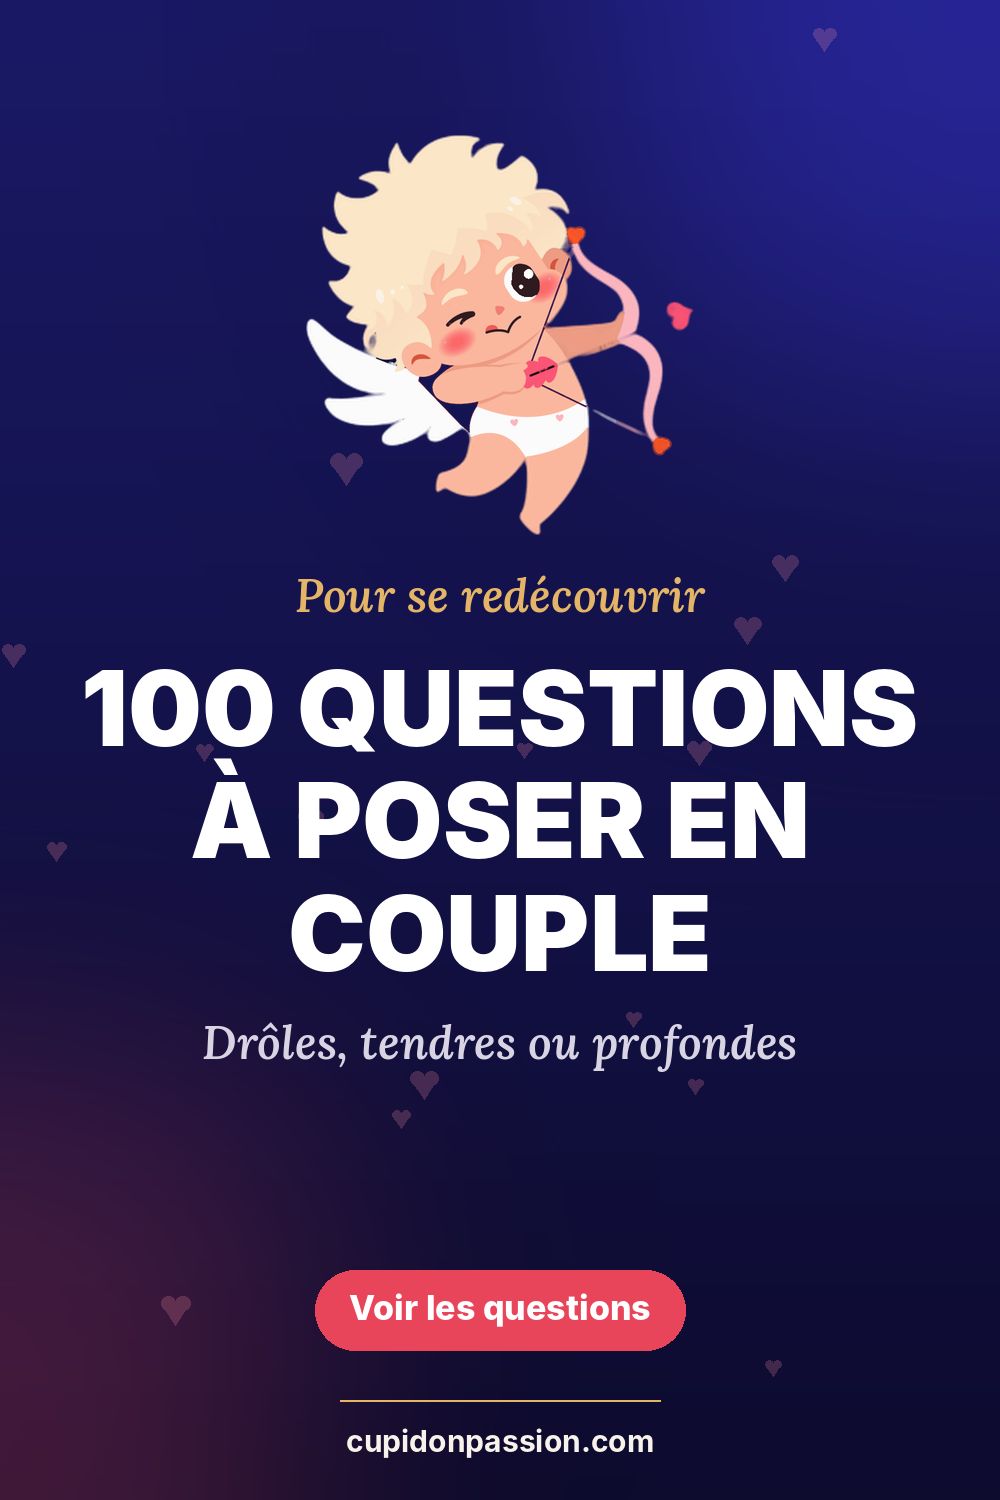 Pour se redécouvrir
100 QUESTIONS
À POSER EN
COUPLE
Drôles, tendres ou profondes
Voir les questions
cupidonpassion.com